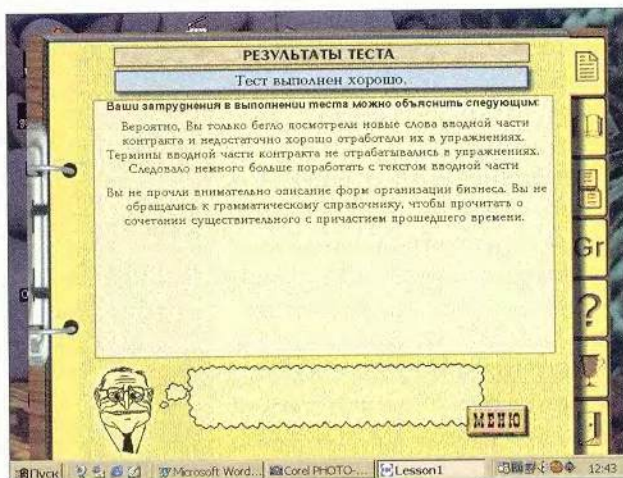 РЕЗУЛЬТАТЫ ТЕСТА
Тест выполнен хорошо.
Ваши затруднения в выполнении теста можно объяснить следующим:
Вероятно, Вы только бегло посмотрели новые слова вводной части
контракта и недостаточно хорошо отработали их в упражнениях.
Термины вводной части контракта не отрабатывались в упражнениях.
Следовало немного больше поработать с текстом вводной части
Вы не прочли внимательно описание форм организации бизнеса. Вы не
обращались к грамматическому справочнику, чтобы прочитать о
сочетании существительного с причастием прошедшего времени.
Gr
?
МЕНЮ
Пуск
Microsoft Word...
Corel PHOTO-...
Lesson1
12:43